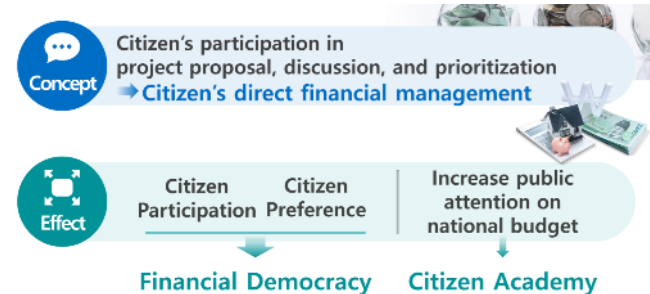 Concept
Citizen's participation in
project proposal, discussion, and prioritization
Citizen's direct financial management
Effect
Citizen
Participation
Citizen
Preference
Increase public
attention on
national budget
Financial Democracy
Citizen Academy